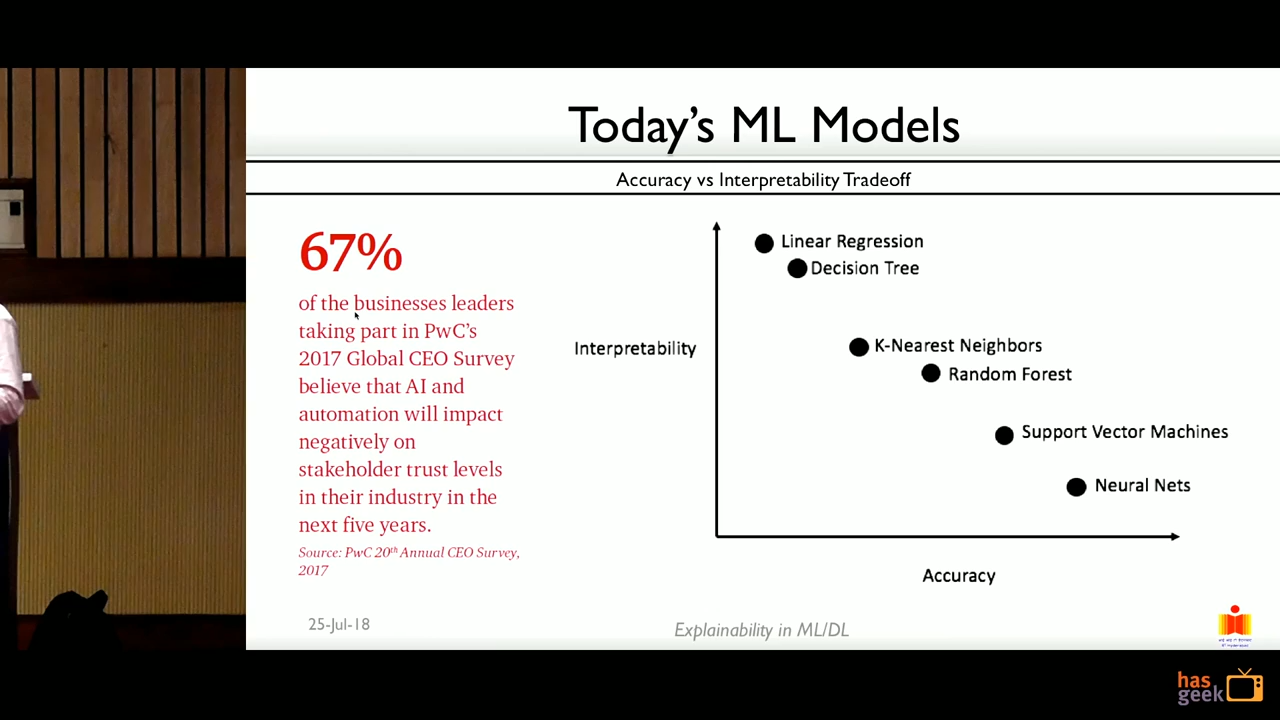 Today's ML Models
Accuracy vs Interpretability Tradeoff
67%
of the businesses leaders
taking part in PwC's
2017 Global CEO Survey
believe that AI and
automation will impact
negatively on
stakeholder trust levels
in their industry in the
next five years.
Source: PwC 20th Annual CEO Survey,
2017
Linear Regression
Decision Tree
Interpretability
K-Nearest Neighbors
Random Forest
Support Vector Machines
Neural Nets
Accuracy
25-Jul-18
Explainability in ML/DL
has
geek